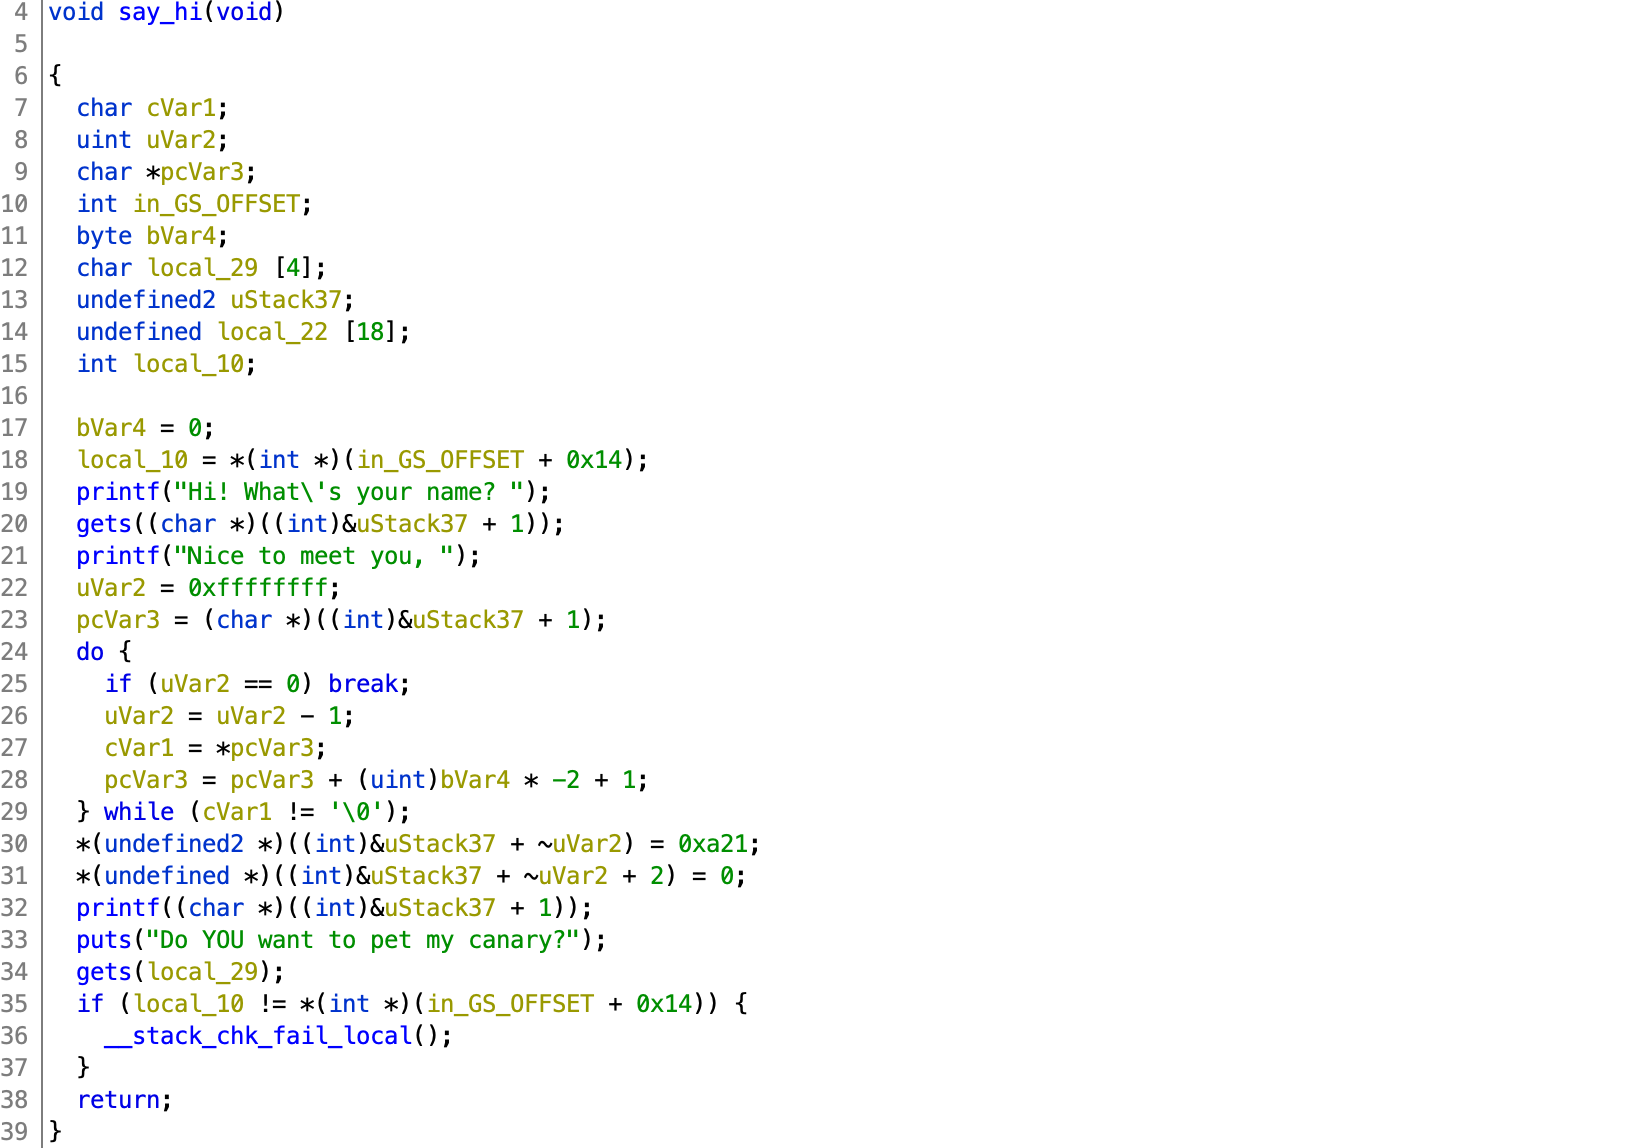 4 void say_hi(void)
5
6 {
7   char cVar1;
8   uint uVar2;
9   char *pcVar3;
10   int in_GS_OFFSET;
11   byte bVar4;
12   char local_29 [4];
13   undefined2 uStack37;
14   undefined local_22 [18];
15   int local_10;
16
17   bVar4 = 0;
18   local_10 = *(int *)(in_GS_OFFSET + 0x14);
19   printf("Hi! What\'s your name? ");
20   gets((char *)((int)&uStack37 + 1));
21   printf("Nice to meet you, ");
22   uVar2 = 0xffffffff;
23   pcVar3 = (char *)((int)&uStack37 + 1);
24   do {
25     if (uVar2 == 0) break;
26     uVar2 = uVar2 - 1;
27     cVar1 = *pcVar3;
28     pcVar3 = pcVar3 + (uint)bVar4 * -2 + 1;
29   } while (cVar1 != '\0');
30   *(undefined2 *)((int)&uStack37 + ~uVar2) = 0xa21;
31   *(undefined *)((int)&uStack37 + ~uVar2 + 2) = 0;
32   printf((char *)((int)&uStack37 + 1));
33   puts("Do YOU want to pet my canary?");
34   gets(local_29);
35   if (local_10 != *(int *)(in_GS_OFFSET + 0x14)) {
36     __stack_chk_fail_local();
37   }
38   return;
39 }